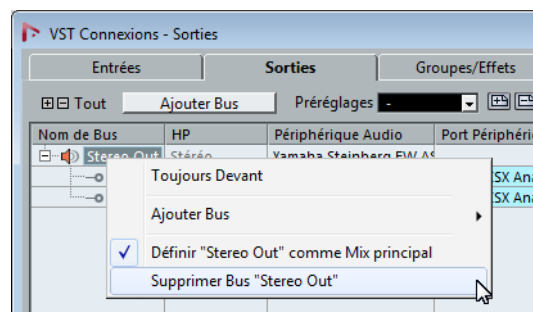 VST Connexions - Sorties
Entrées Sorties Groupes/Effets
Tout Ajouter Bus Préréglages -
Nom de Bus HP Périphérique Audio Port Périphéri
Stereo Out Stéréo Yamaha Steinberg FW AS
Toujours Devant SX Ana
Ajouter Bus SX Ana
Définir "Stereo Out" comme Mix principal
Supprimer Bus "Stereo Out"